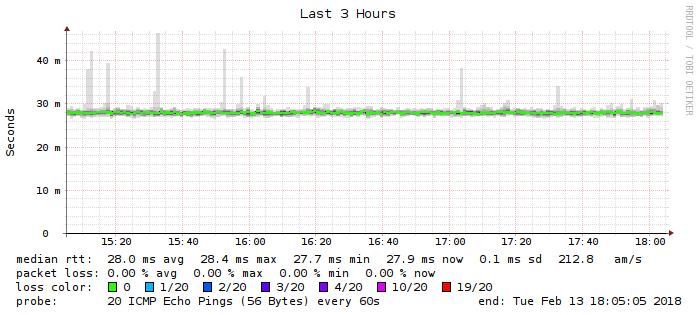 Last 3 Hours
RRDTOOL / TOBI OETIKER
Seconds
40 m
30 m
20 m
10 m
0
15:20 15:40 16:00 16:20 16:40 17:00 17:20 17:40 18:00
median rtt: 28.0 ms avg 28.4 ms max 27.7 ms min 27.9 ms now 0.1 ms sd 212.8 am/s
packet loss: 0.00 % avg 0.00 % max 0.00 % min 0.00 % now
loss color: 0 1/20 2/20 3/20 4/20 10/20 19/20
probe: 20 ICMP Echo Pings (56 Bytes) every 60s end: Tue Feb 13 18:05:05 2018